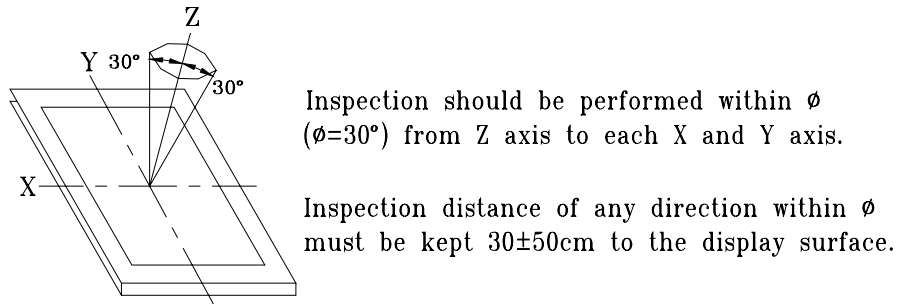 Z
Y 30°
30°
X
Inspection should be performed within ø
(ø=30°) from Z axis to each X and Y axis.
Inspection distance of any direction within ø
must be kept 30±50cm to the display surface.